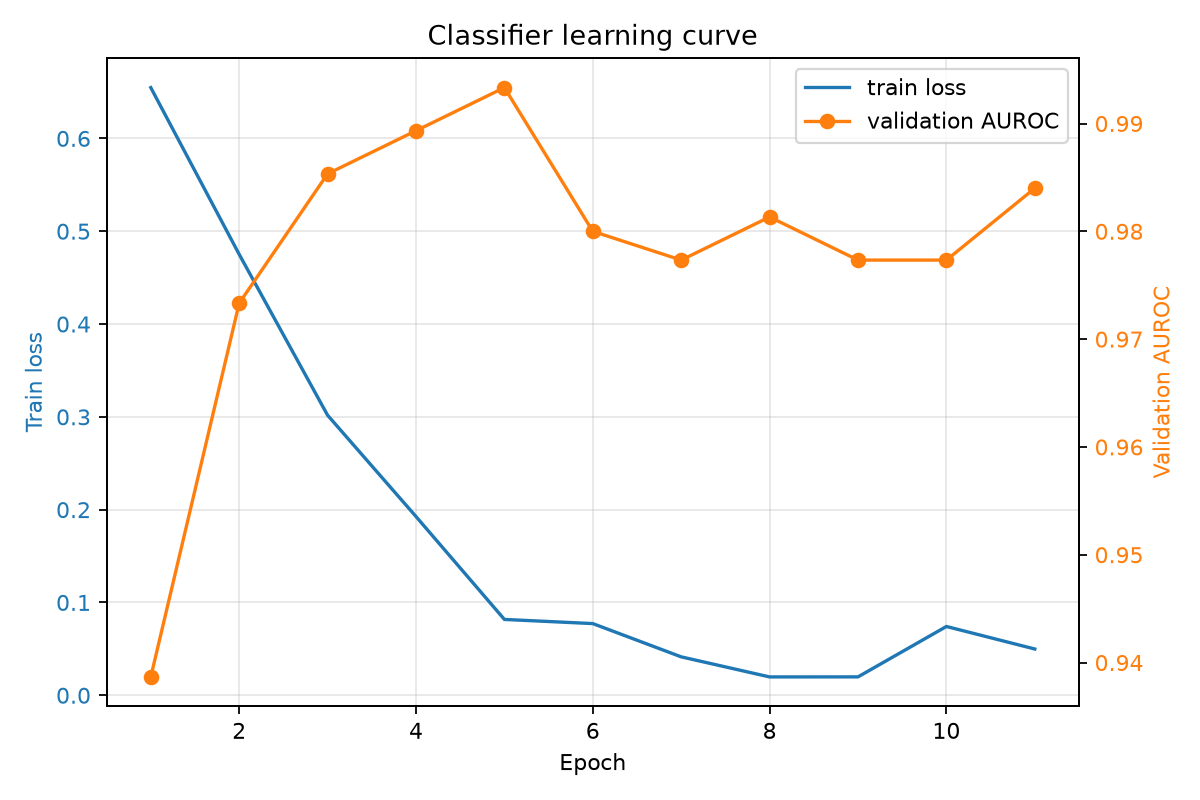 Classifier learning curve
train loss
validation AUROC
Train loss
0.6
0.5
0.4
0.3
0.2
0.1
0.0
0.99
0.98
0.97
0.96
0.95
0.94
Validation AUROC
2 4 6 8 10
Epoch